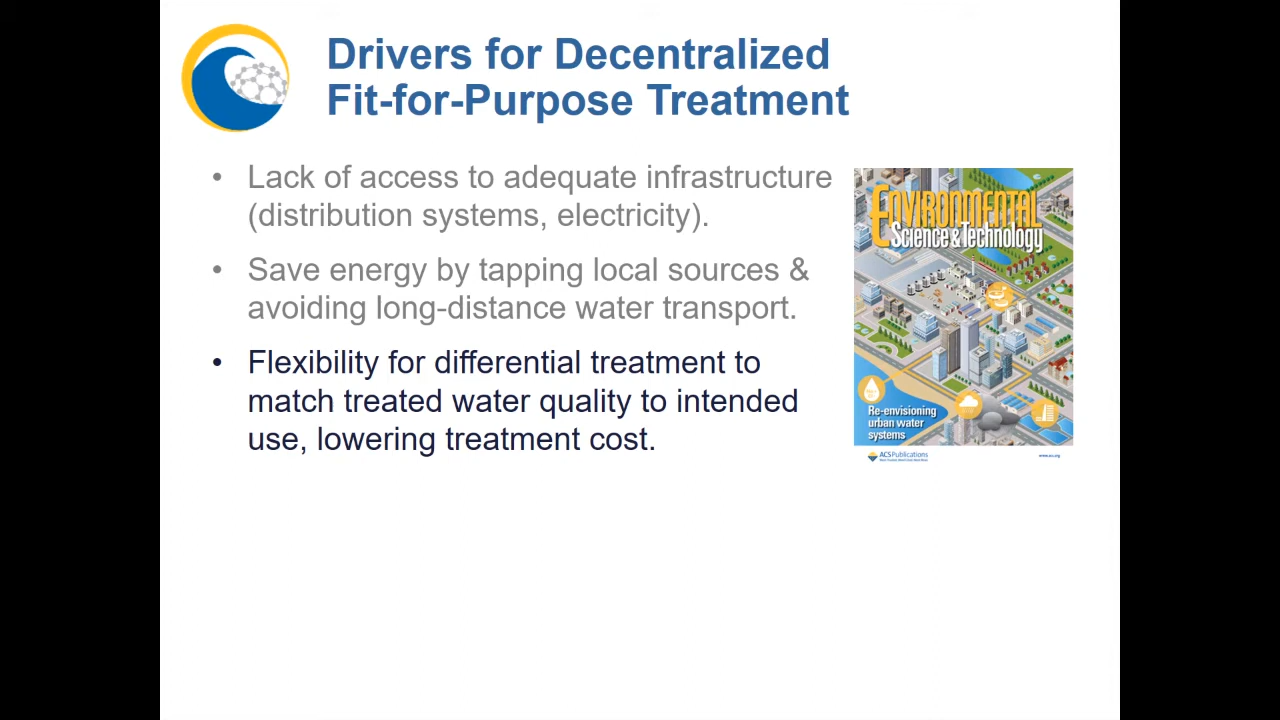 Drivers for Decentralized
Fit-for-Purpose Treatment
• Lack of access to adequate infrastructure
(distribution systems, electricity).
• Save energy by tapping local sources &
avoiding long-distance water transport.
• Flexibility for differential treatment to
match treated water quality to intended
use, lowering treatment cost.
ENVIRONMENTAL
Science & Technology
Re-envisioning
urban water
systems
ACS Publications